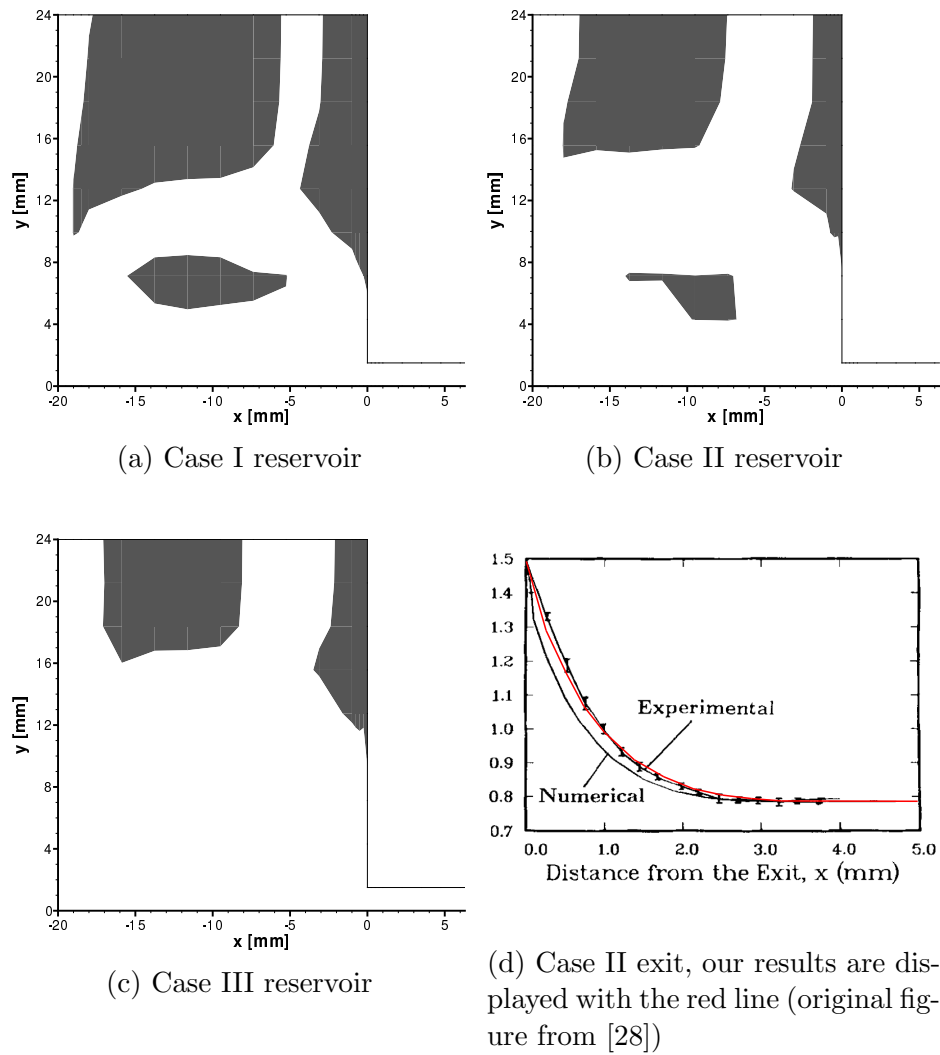 24
20
16
12
8
4
0
y [mm]
-20 -15 -10 -5 0 5
x [mm]
(a) Case I reservoir
24
20
16
12
8
4
0
y [mm]
-20 -15 -10 -5 0 5
x [mm]
(b) Case II reservoir
24
20
16
12
8
4
0
y [mm]
-20 -15 -10 -5 0 5
x [mm]
(c) Case III reservoir
1.5
1.4
1.3
1.2
1.1
1.0
0.9
0.8
0.7
Experimental
Numerical
0.0 1.0 2.0 3.0 4.0 5.0
Distance from the Exit, x (mm)
(d) Case II exit, our results are dis-
played with the red line (original fig-
ure from [28])